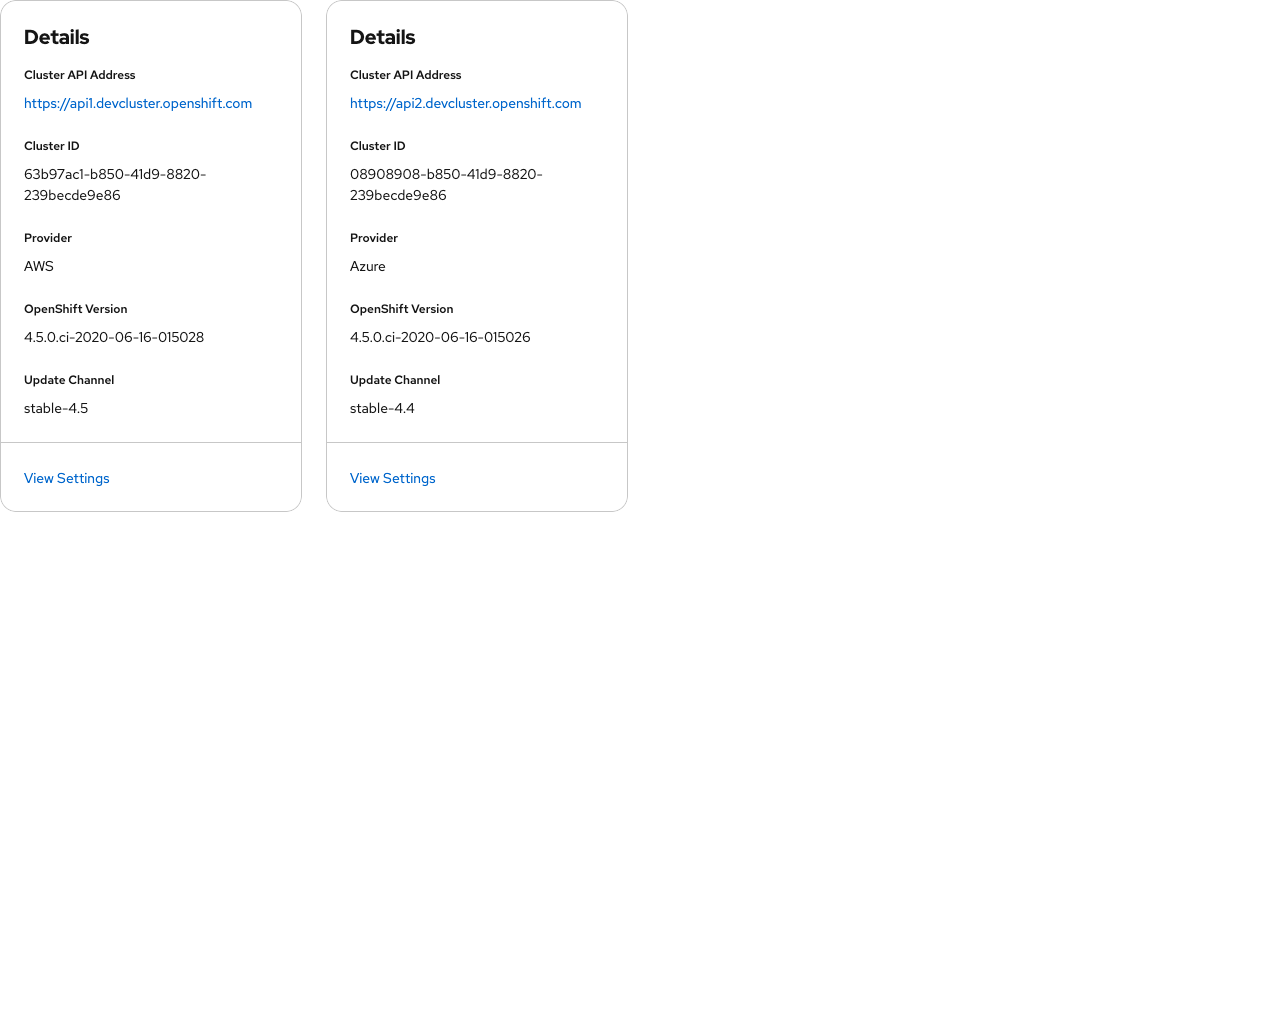 Details
Cluster API Address
https://api1.devcluster.openshift.com
Cluster ID
63b97ac1-b850-41d9-8820-
239becde9e86
Provider
AWS
OpenShift Version
4.5.0.ci-2020-06-16-015028
Update Channel
stable-4.5
View Settings
Details
Cluster API Address
https://api2.devcluster.openshift.com
Cluster ID
08908908-b850-41d9-8820-
239becde9e86
Provider
Azure
OpenShift Version
4.5.0.ci-2020-06-16-015026
Update Channel
stable-4.4
View Settings